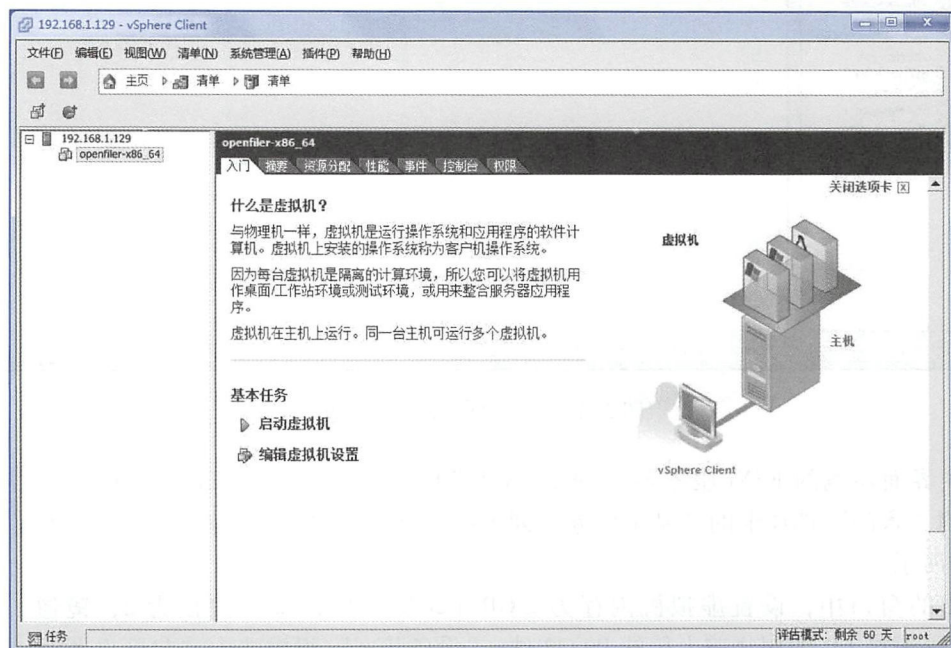 192.168.1.129 - vSphere Client
文件(F) 编辑(E) 视图(W) 清单(N) 系统管理(A) 插件(P) 帮助(H)
主页 清单 清单
192.168.1.129
openfiler-x86_64
openfiler-x86_64
入门 摘要 资源分配 性能 事件 控制台 权限
关闭选项卡
什么是虚拟机？
与物理机一样，虚拟机是运行操作系统和应用程序的软件计
算机。虚拟机上安装的操作系统称为客户机操作系统。
因为每台虚拟机是隔离的计算环境，所以您可以将虚拟机用
作桌面/工作站环境或测试环境，或用来整合服务器应用程
序。
虚拟机在主机上运行。同一台主机可运行多个虚拟机。
虚拟机
主机
vSphere Client
基本任务
启动虚拟机
编辑虚拟机设置
任务
评估模式: 剩余 60 天 root